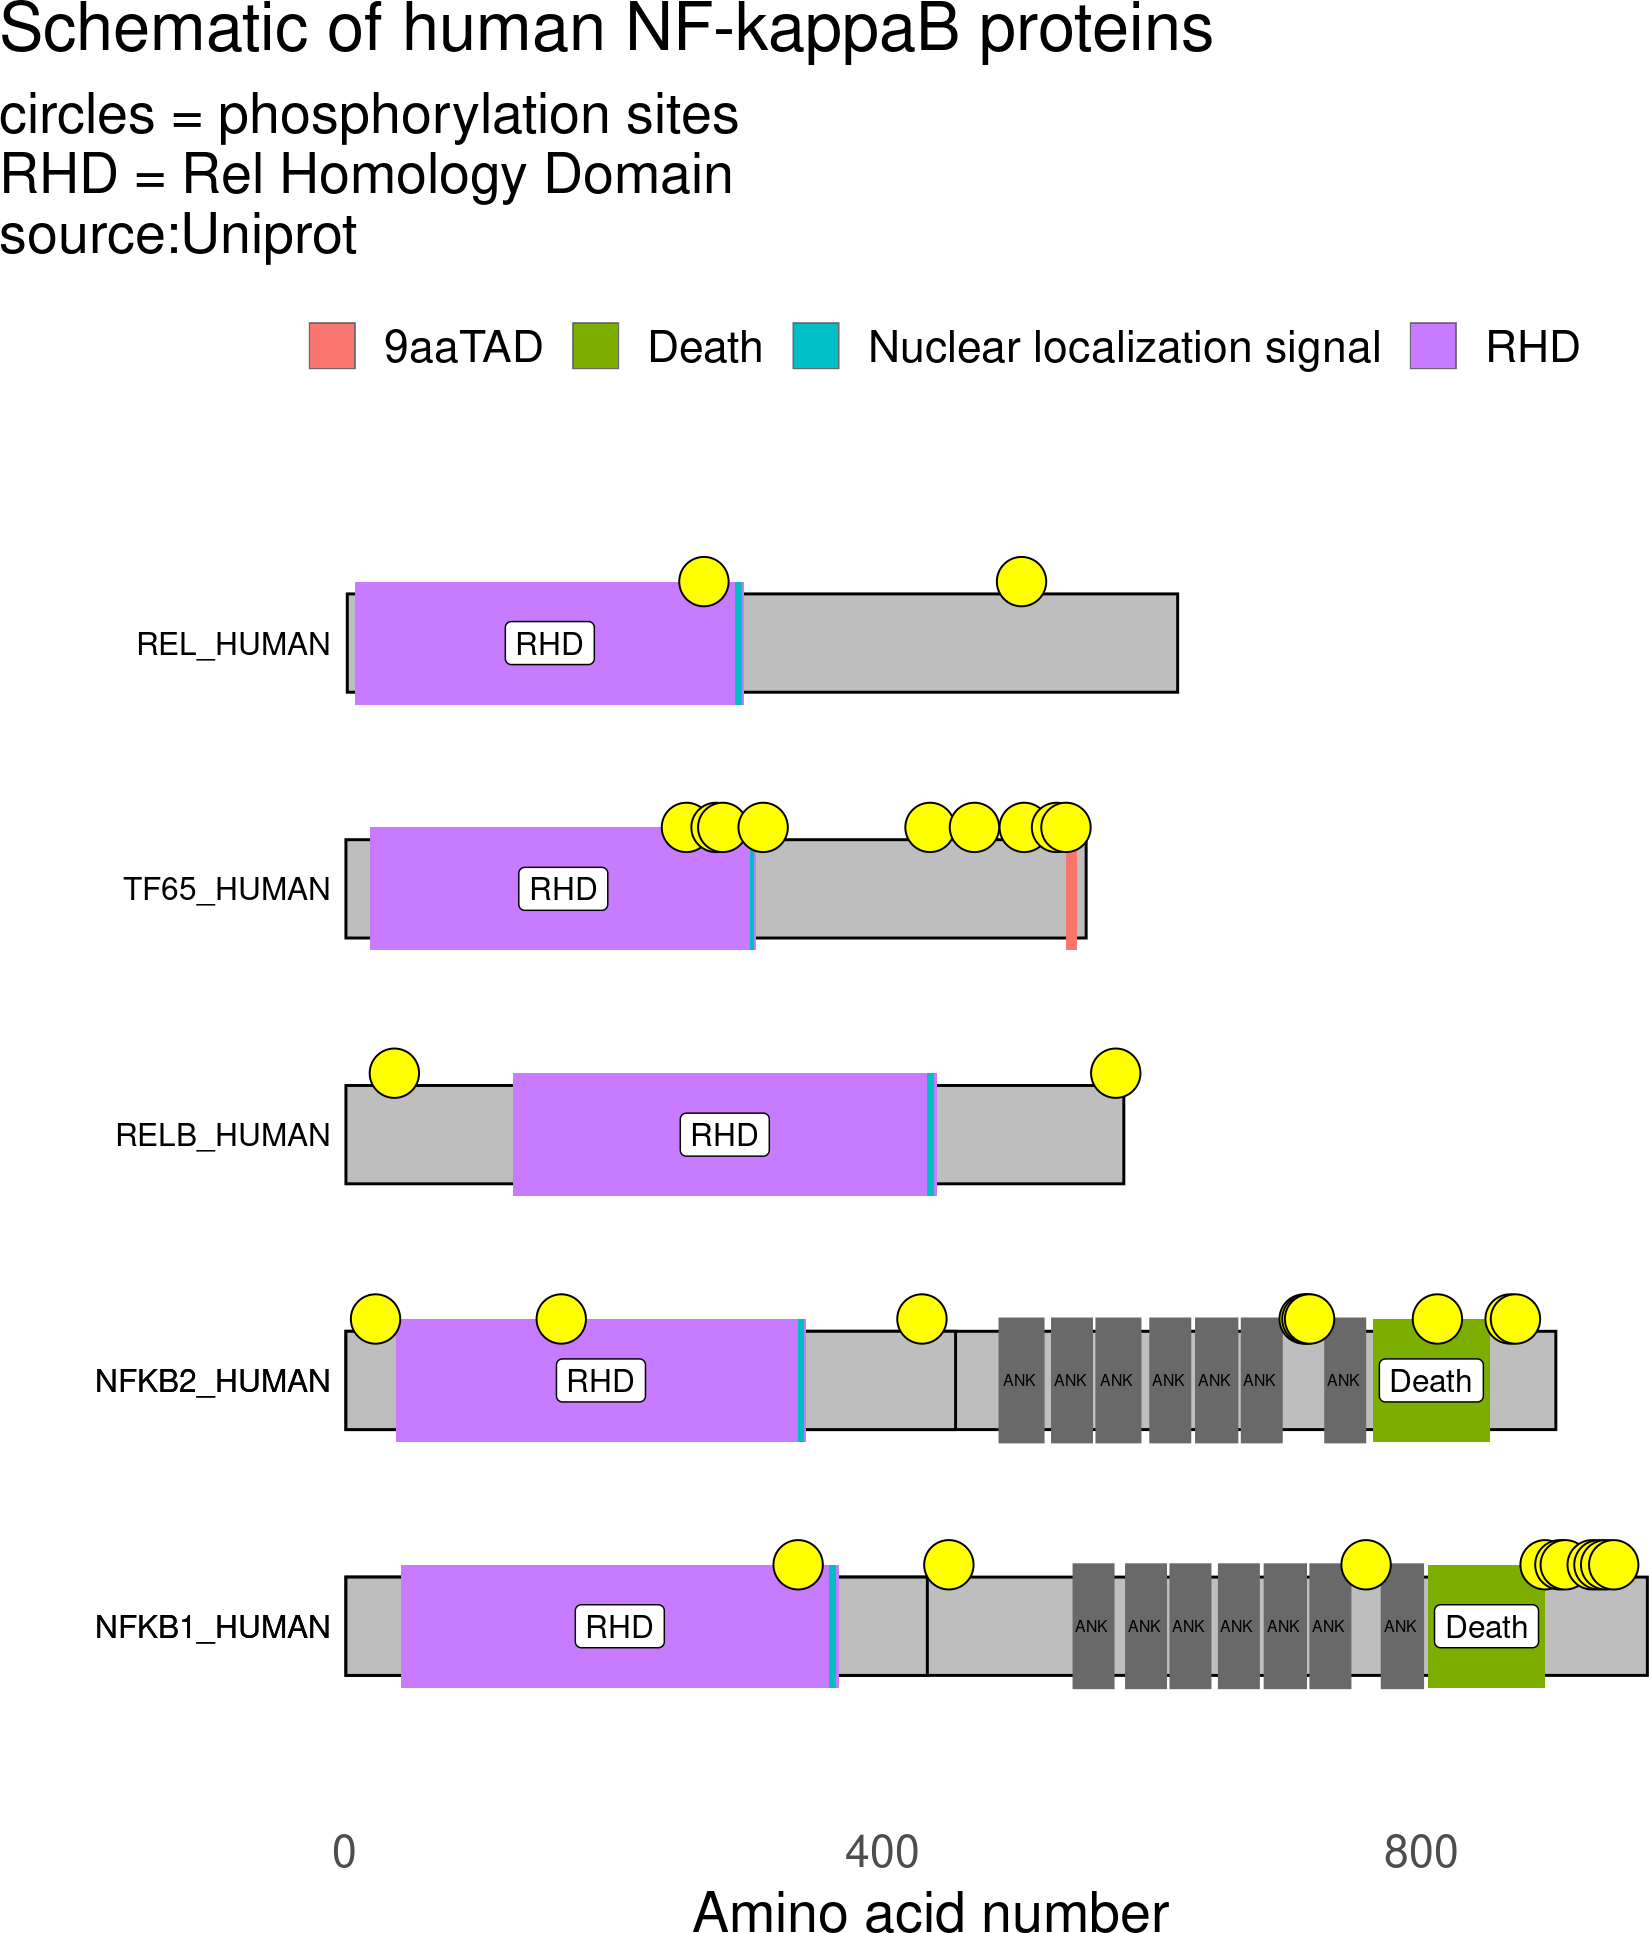 Schematic of human NF-kappaB proteins
circles = phosphorylation sites
RHD = Rel Homology Domain
source:Uniprot
9aaTAD Death Nuclear localization signal RHD
REL_HUMAN RHD
TF65_HUMAN RHD
RELB_HUMAN RHD
NFKB2_HUMAN RHD ANK ANK ANK ANK ANK ANK ANK Death
NFKB1_HUMAN RHD ANK ANK ANK ANK ANK ANK ANK Death
0 400 800
Amino acid number